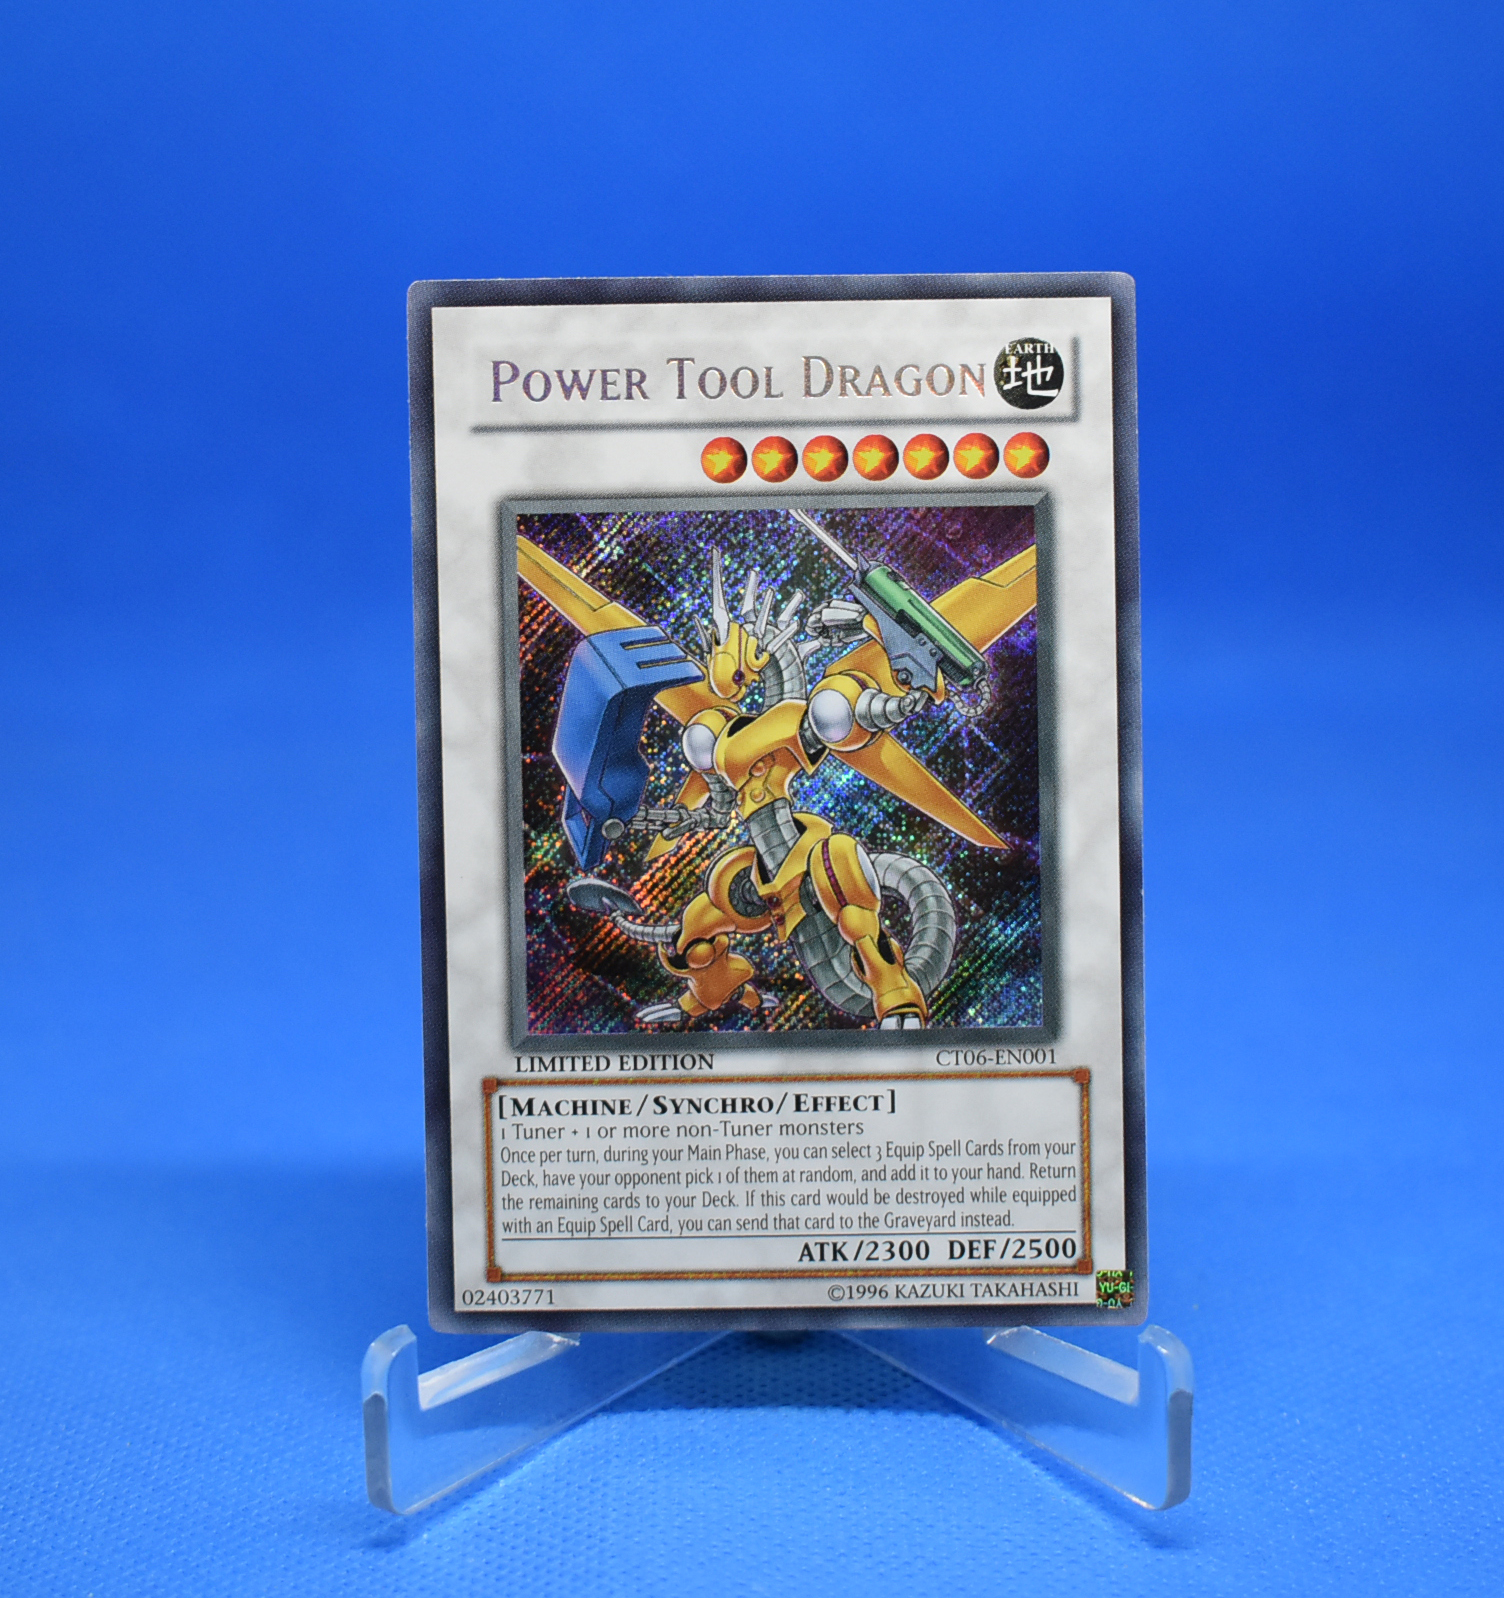 POWER TOOL DRAGON
EARTH
地
LIMITED EDITION
CT06-EN001
[MACHINE/SYNCHRO/EFFECT]
1 Tuner + 1 or more non-Tuner monsters
Once per turn, during your Main Phase, you can select 3 Equip Spell Cards from your
Deck, have your opponent pick 1 of them at random, and add it to your hand. Return
the remaining cards to your Deck. If this card would be destroyed while equipped
with an Equip Spell Card, you can send that card to the Graveyard instead.
ATK/2300 DEF/2500
02403771
©1996 KAZUKI TAKAHASHI
YU-GI